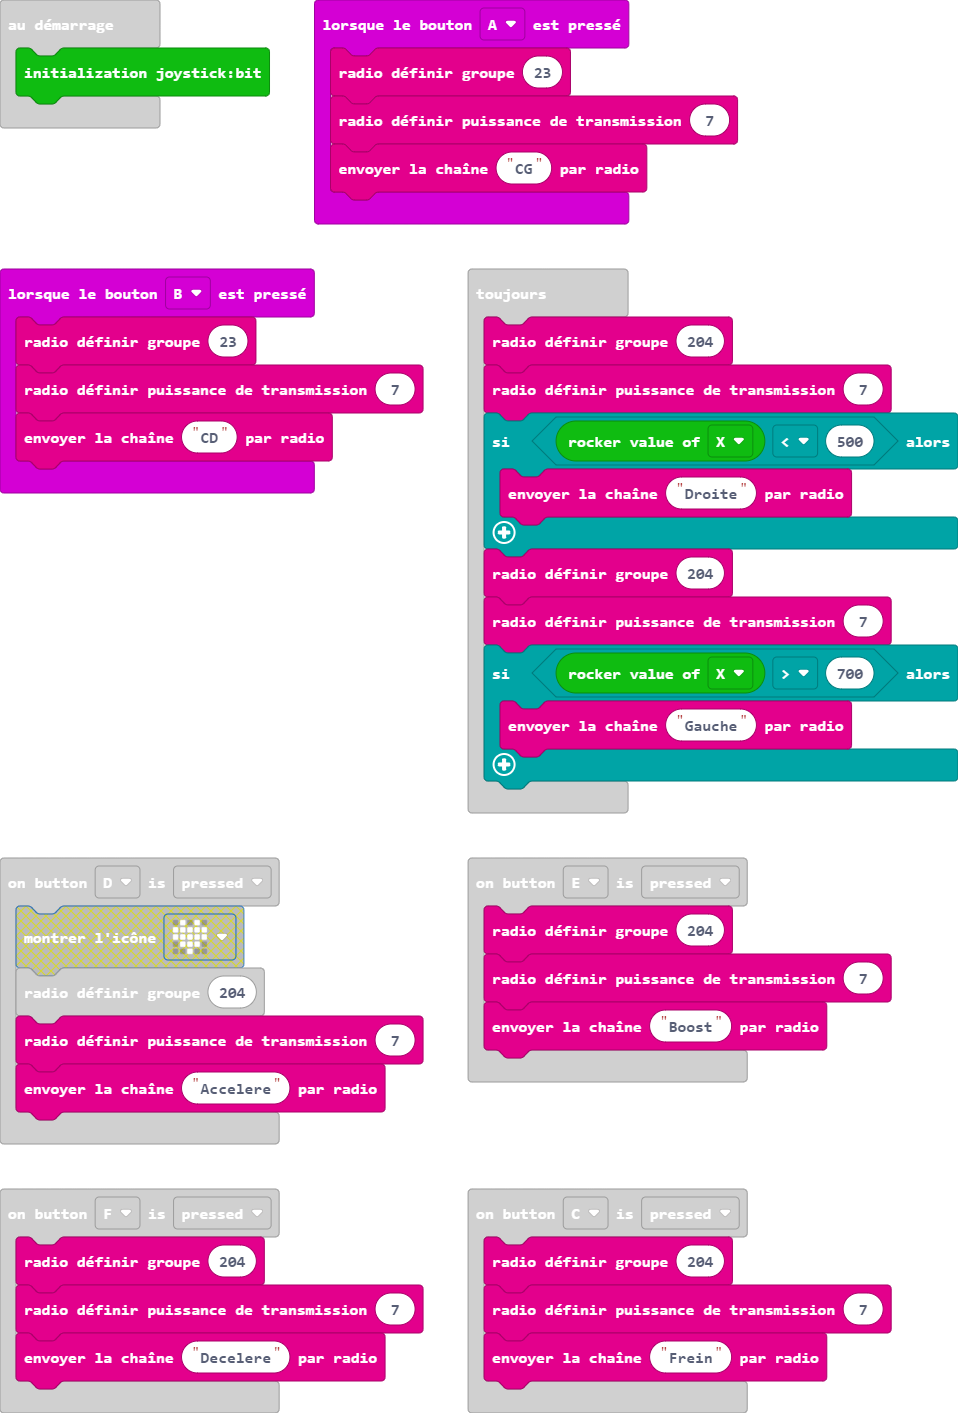 au démarrage
initialization joystick:bit
lorsque le bouton A est pressé
radio définir groupe 23
radio définir puissance de transmission 7
envoyer la chaîne "CG" par radio
lorsque le bouton B est pressé
radio définir groupe 23
radio définir puissance de transmission 7
envoyer la chaîne "CD" par radio
toujours
radio définir groupe 204
radio définir puissance de transmission 7
si rocker value of X < 500 alors
envoyer la chaîne "Droite" par radio
radio définir groupe 204
radio définir puissance de transmission 7
si rocker value of X > 700 alors
envoyer la chaîne "Gauche" par radio
on button D is pressed
montrer l'icône
radio définir groupe 204
radio définir puissance de transmission 7
envoyer la chaîne "Accelere" par radio
on button E is pressed
radio définir groupe 204
radio définir puissance de transmission 7
envoyer la chaîne "Boost" par radio
on button F is pressed
radio définir groupe 204
radio définir puissance de transmission 7
envoyer la chaîne "Decelere" par radio
on button C is pressed
radio définir groupe 204
radio définir puissance de transmission 7
envoyer la chaîne "Frein" par radio